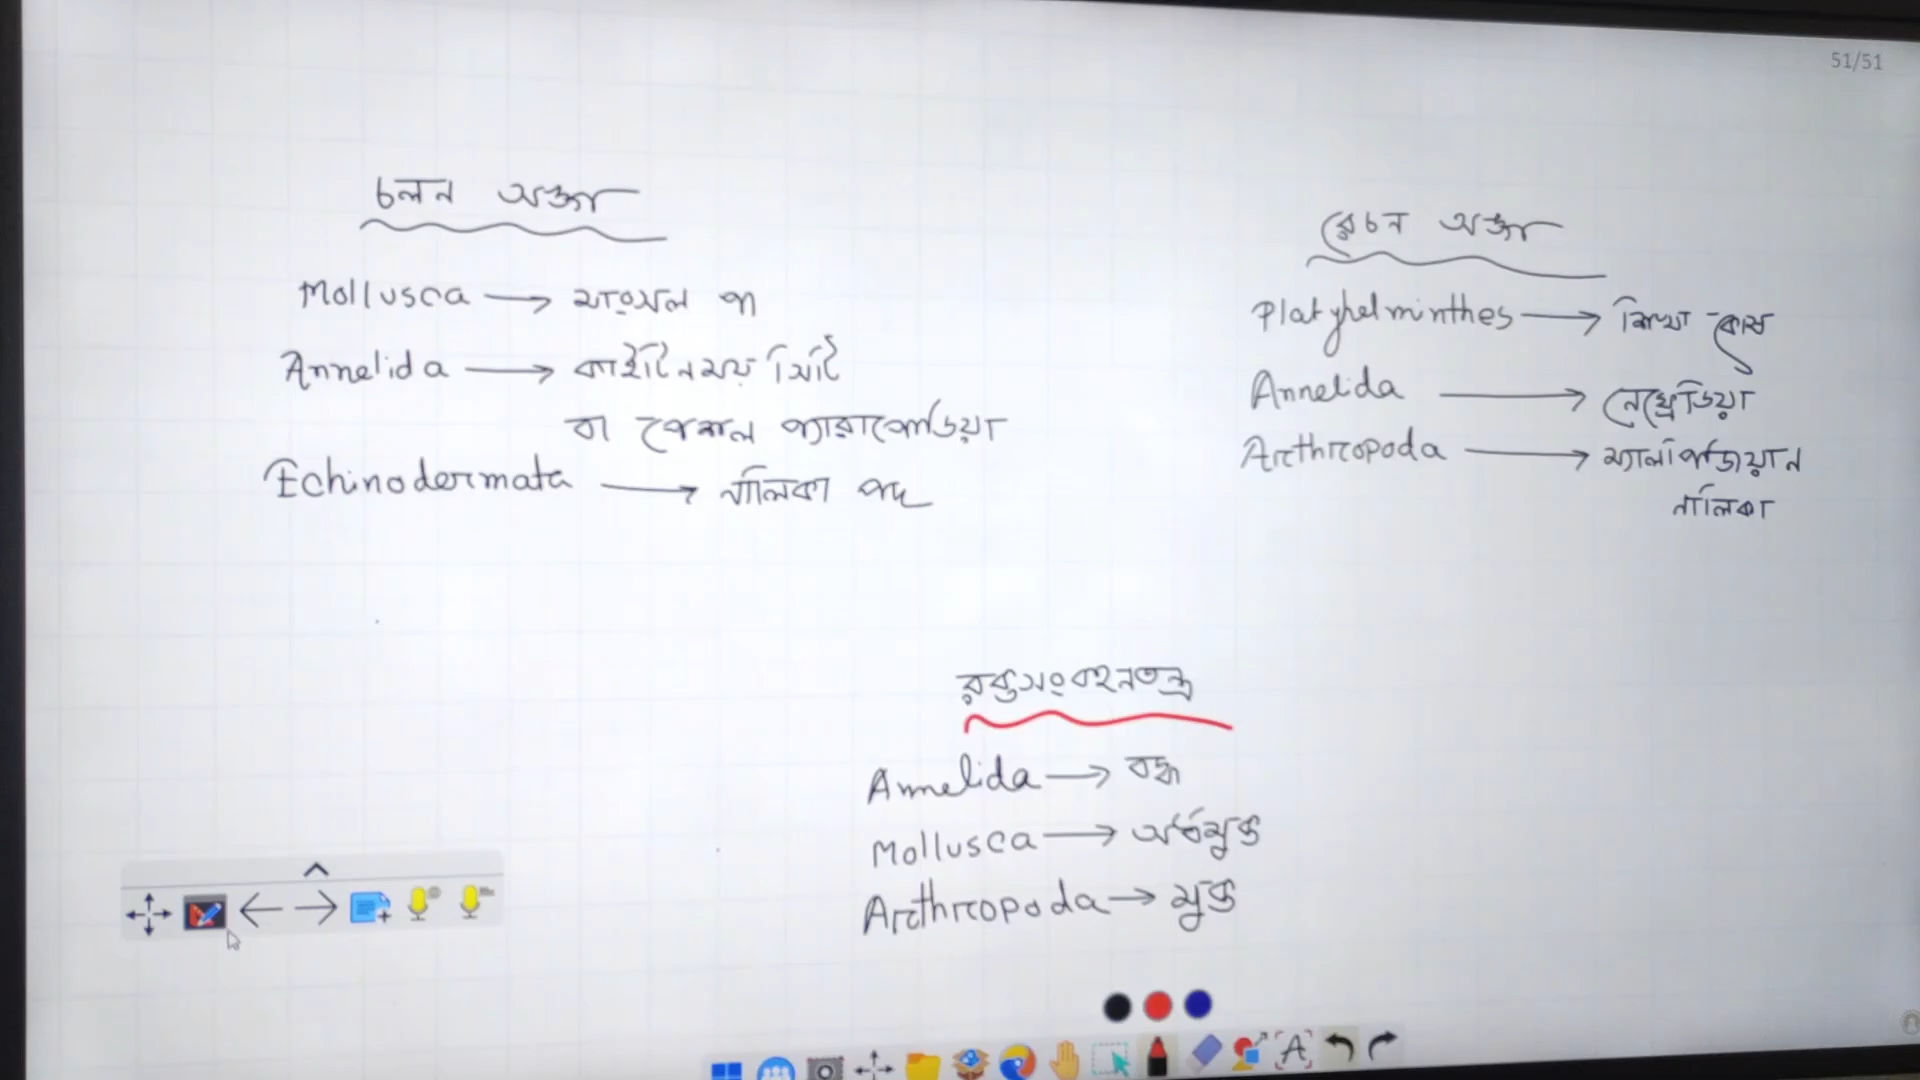 51/51
চলন অঙ্গ
Mollusca → মাংসল পা
Annelida → কাইটিনময় সিটি
বা পেশল প্যারাপোডিয়া
Echinodermata → নালিকা পদ
রেচন অঙ্গ
Platyhelminthes → শিখা কোষ
Annelida → নেফ্রেডিয়া
Arthropoda → ম্যালপিজিয়ান
নালিকা
রক্তসংবহনতন্ত্র
Annelida → বদ্ধ
Mollusca → অর্ধমুক্ত
Arthropoda → মুক্ত